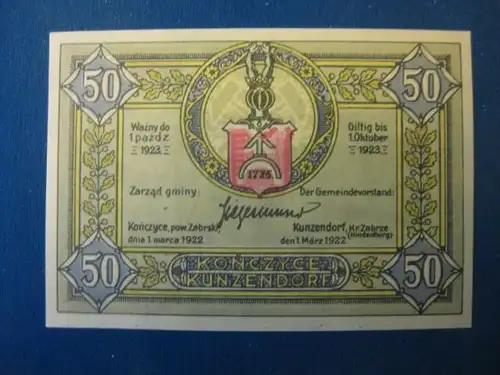 50
50
Ważny do
1 paźdz
1923
Giltig bis
1. Oktober
1923
1725
Zarząd gminy:
Der Gemeindevorstand:
Kończyce, pow. Zabrski,
dnia 1. marca 1922
Kunzendorf, Kr. Zabrze
(Hindenburg)
den 1. März 1922
50
KOŃCZYCE
KUNZENDORF
50